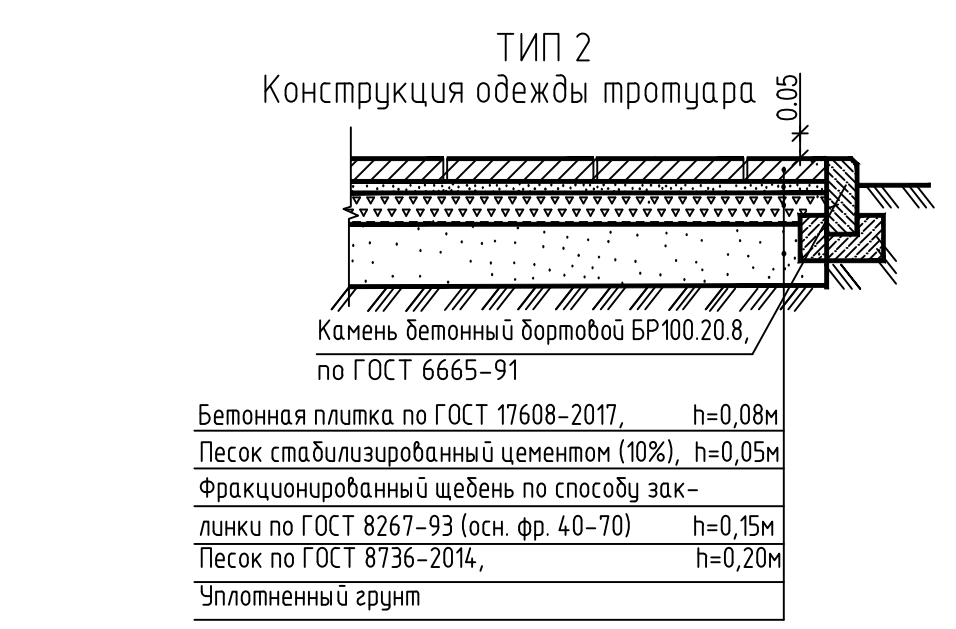 ТИП 2
Конструкция одежды тротуара
0.05
Камень бетонный бортовой БР100.20.8,
по ГОСТ 6665-91
Бетонная плитка по ГОСТ 17608-2017, h=0,08м
Песок стабилизированный цементом (10%), h=0,05м
Фракционированный щебень по способу зак-
линки по ГОСТ 8267-93 (осн. фр. 40-70) h=0,15м
Песок по ГОСТ 8736-2014, h=0,20м
Уплотненный грунт